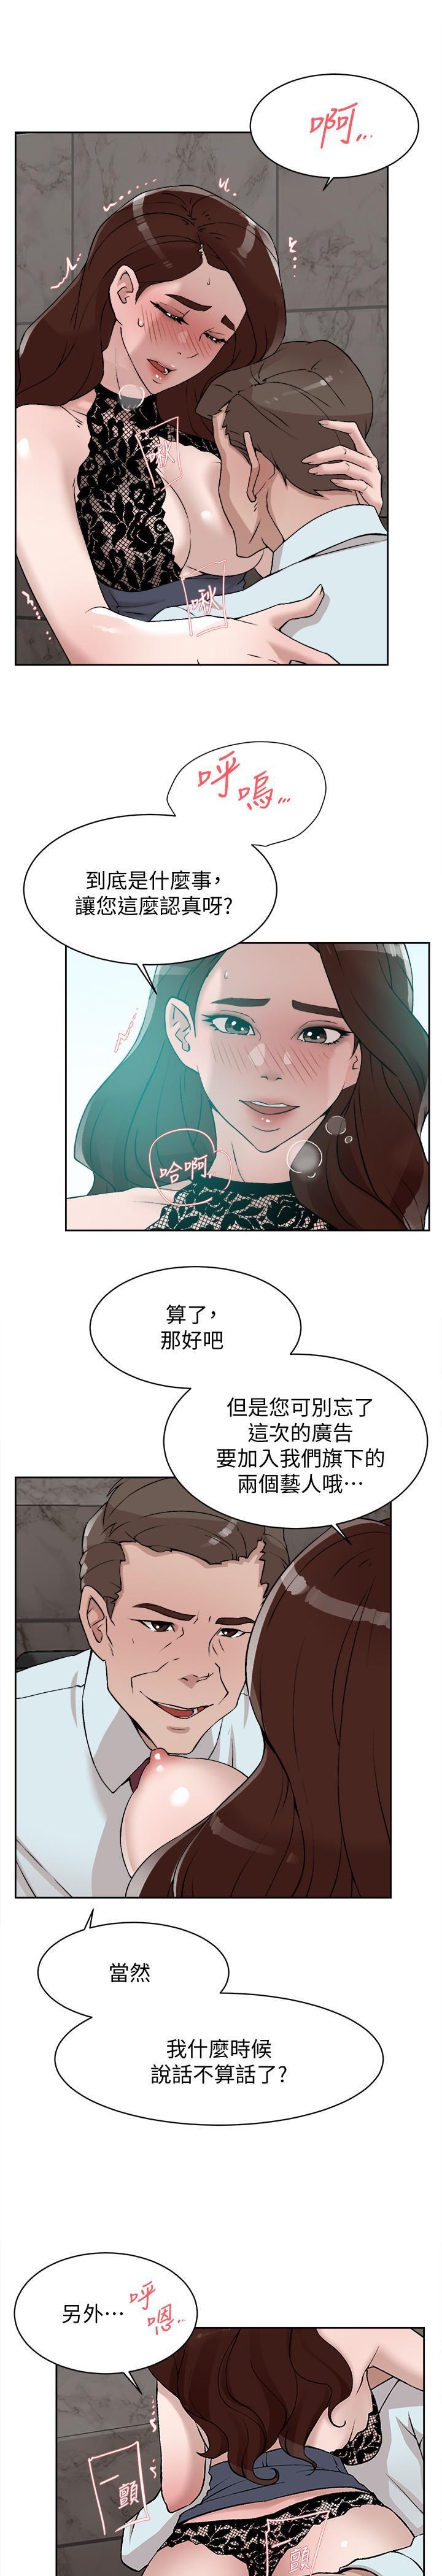 啊...
啾
啾
呼
嗚...
到底是什麼事,
讓您這麼認真呀?
哈啊
算了,
那好吧
但是您可別忘了
這次的廣告
要加入我們旗下的
兩個藝人哦…
當然
我什麼時候
說話不算話了?
另外…
呼
嗯...
一顫
一顫